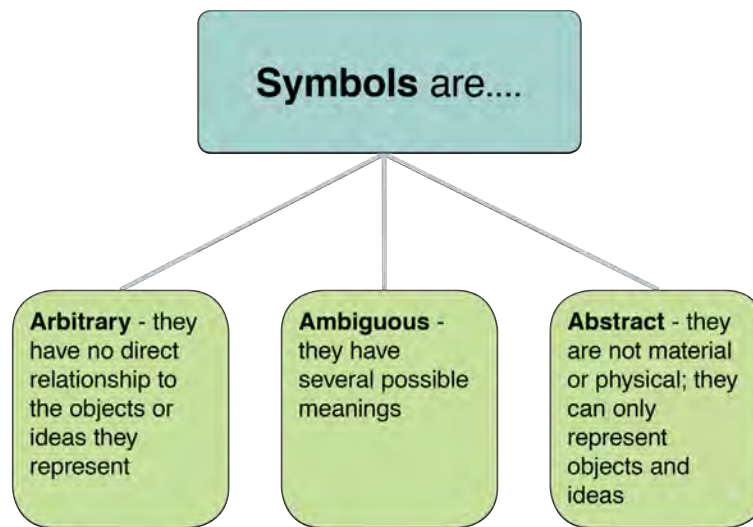 Symbols are....
Arbitrary - they
have no direct
relationship to
the objects or
ideas they
represent
Ambiguous -
they have
several possible
meanings
Abstract - they
are not material
or physical; they
can only
represent
objects and
ideas